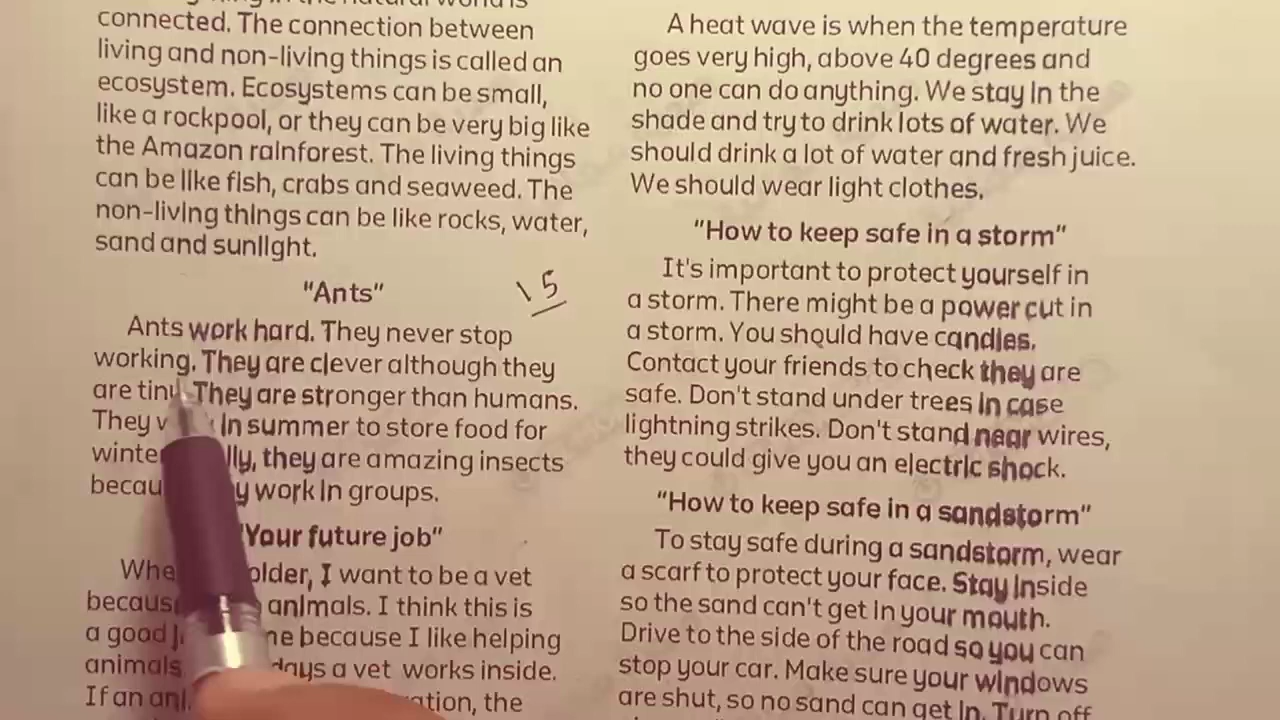 connected. The connection between
living and non-living things is called an
ecosystem. Ecosystems can be small,
like a rockpool, or they can be very big like
the Amazon rainforest. The living things
can be like fish, crabs and seaweed. The
non-living things can be like rocks, water,
sand and sunlight.
"Ants"
15
Ants work hard. They never stop
working. They are clever although they
are They are stronger than humans.
They in summer to store food for
they are amazing insects
work in groups.
"Your future job"
older, I want to be a vet
animals. I think this is
a good because I like helping
animals. a vet works inside.
If an the
A heat wave is when the temperature
goes very high, above 40 degrees and
no one can do anything. We stay in the
shade and try to drink lots of water. We
should drink a lot of water and fresh juice.
We should wear light clothes.
"How to keep safe in a storm"
It's important to protect yourself in
a storm. There might be a power cut in
a storm. You should have candles.
Contact your friends to check they are
safe. Don't stand under trees in case
lightning strikes. Don't stand near wires,
they could give you an electric shock.
"How to keep safe in a sandstorm"
To stay safe during a sandstorm, wear
a scarf to protect your face. Stay inside
so the sand can't get in your mouth.
Drive to the side of the road so you can
stop your car. Make sure your windows
are shut, so no sand can get in. Turn off